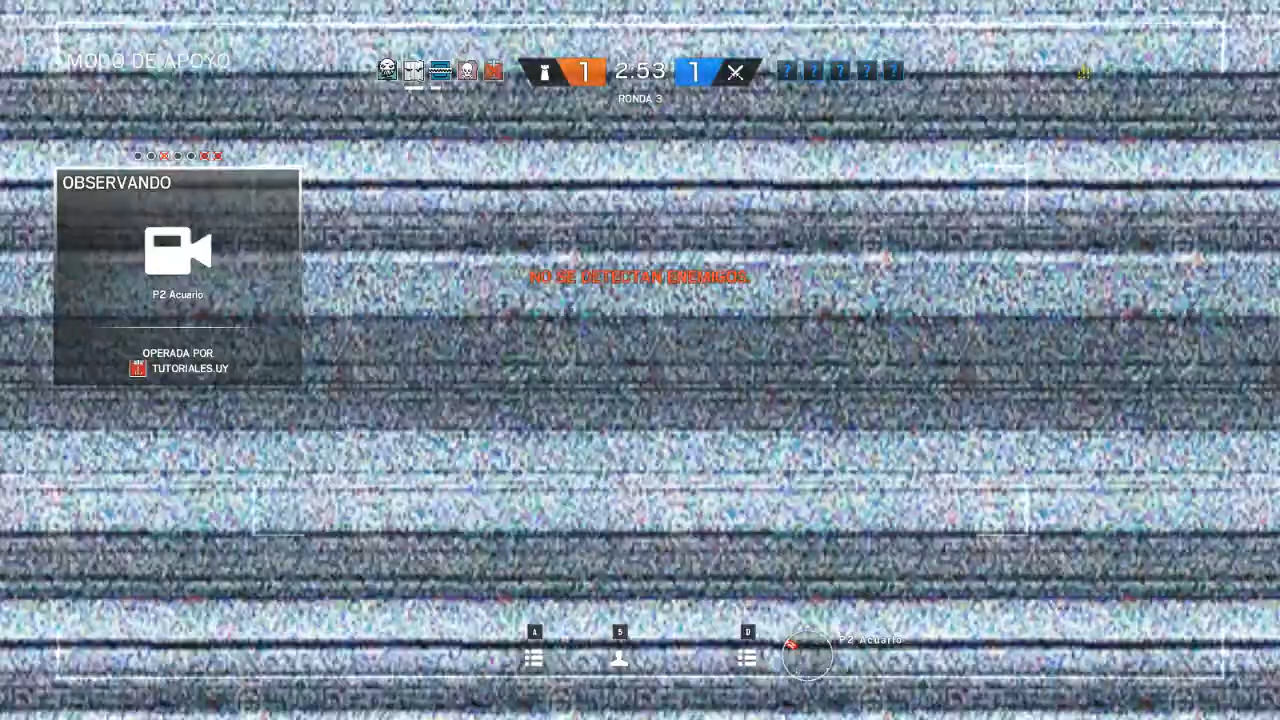 MODO DE APOYO
1 2:53 1
? ? ? ? ?
RONDA 3
OBSERVANDO
P2 Acuario
OPERADA POR
TUTORIALES.UY
NO SE DETECTAN ENEMIGOS.
A 5 D
P2 Acuario